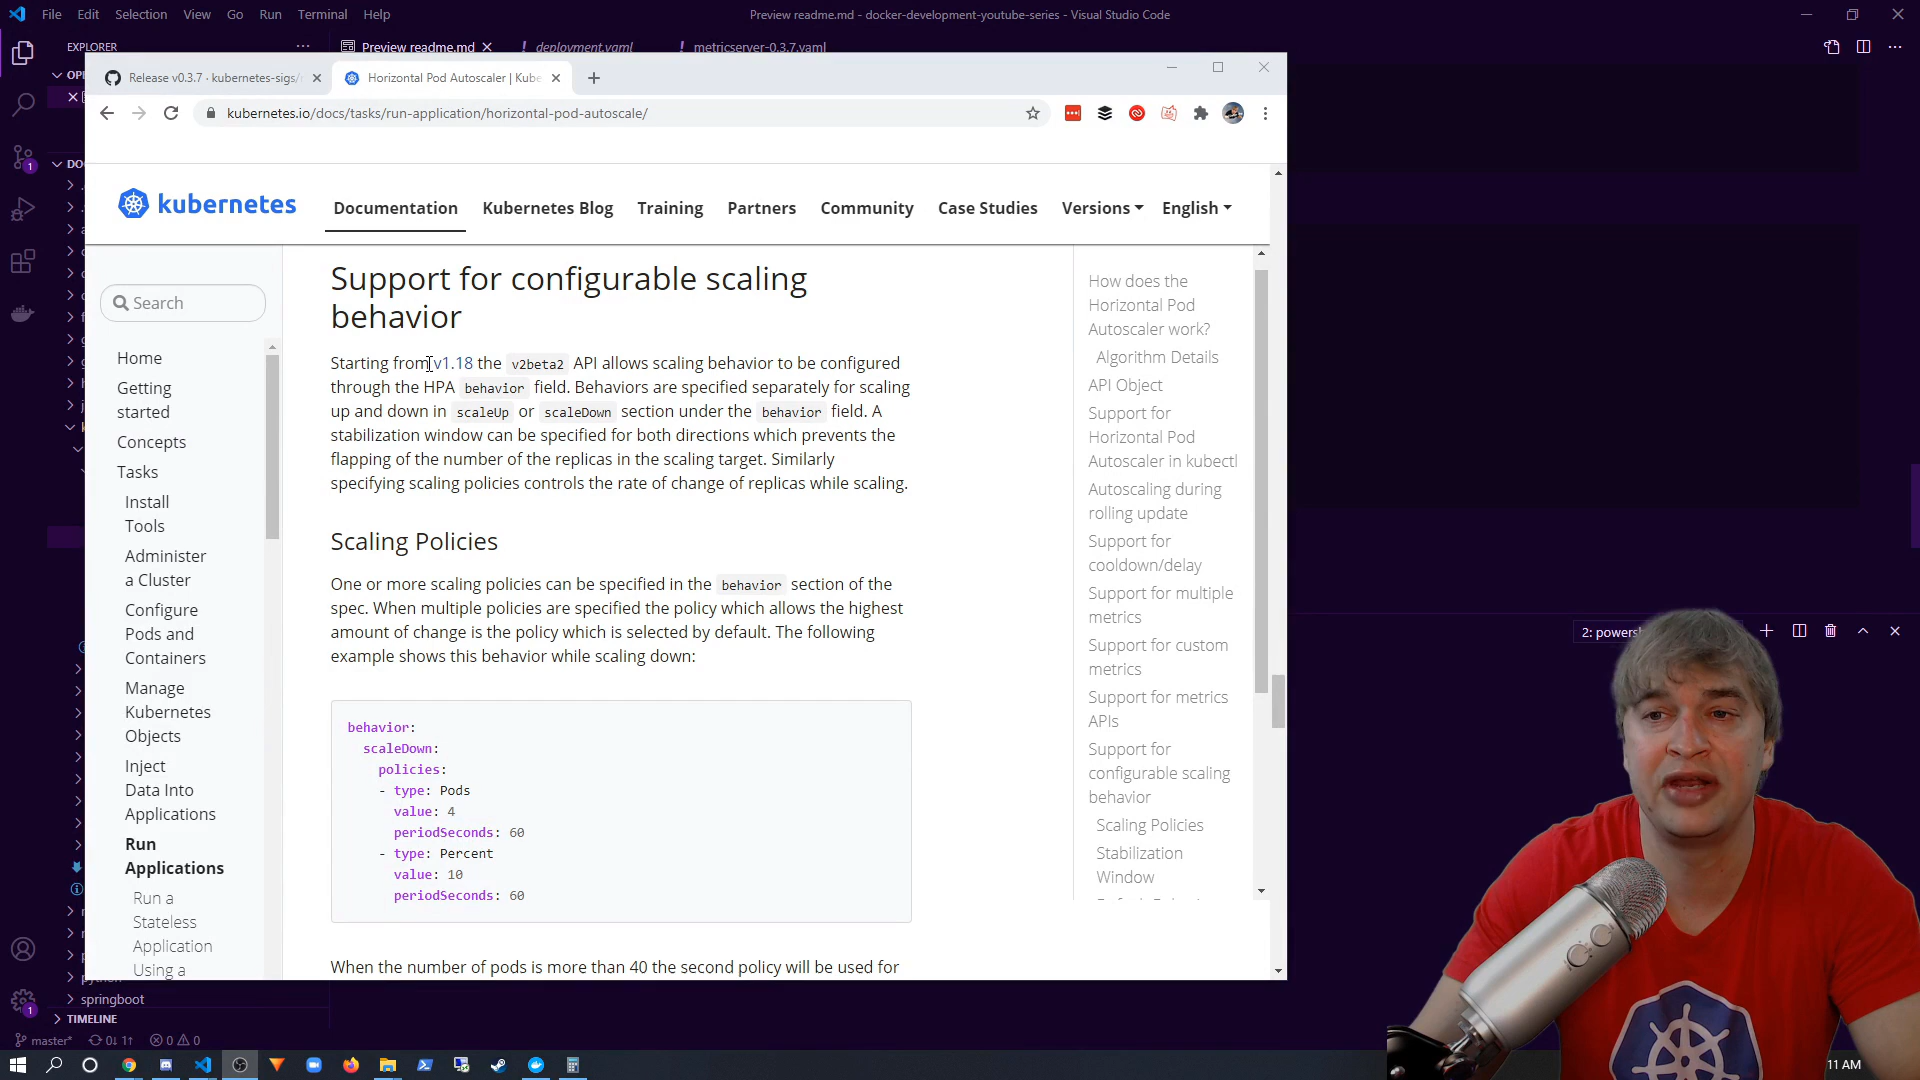 File Edit Selection View Go Run Terminal Help
Preview readme.md - docker-development-youtube-series - Visual Studio Code
EXPLORER
Preview readme.md
deployment.yaml
metricserver-0.3.7.yaml
Release v0.3.7 · kubernetes-sigs/
Horizontal Pod Autoscaler | Kube
kubernetes.io/docs/tasks/run-application/horizontal-pod-autoscale/
kubernetes
Documentation
Kubernetes Blog
Training
Partners
Community
Case Studies
Versions
English
Search
Home
Getting
started
Concepts
Tasks
Install
Tools
Administer
a Cluster
Configure
Pods and
Containers
Manage
Kubernetes
Objects
Inject
Data Into
Applications
Run
Applications
Run a
Stateless
Application
Using a
Support for configurable scaling
behavior
Starting from v1.18 the v2beta2 API allows scaling behavior to be configured
through the HPA behavior field. Behaviors are specified separately for scaling
up and down in scaleUp or scaleDown section under the behavior field. A
stabilization window can be specified for both directions which prevents the
flapping of the number of the replicas in the scaling target. Similarly
specifying scaling policies controls the rate of change of replicas while scaling.
Scaling Policies
One or more scaling policies can be specified in the behavior section of the
spec. When multiple policies are specified the policy which allows the highest
amount of change is the policy which is selected by default. The following
example shows this behavior while scaling down:
behavior:
scaleDown:
policies:
- type: Pods
value: 4
periodSeconds: 60
- type: Percent
value: 10
periodSeconds: 60
When the number of pods is more than 40 the second policy will be used for
How does the
Horizontal Pod
Autoscaler work?
Algorithm Details
API Object
Support for
Horizontal Pod
Autoscaler in kubectl
Autoscaling during
rolling update
Support for
cooldown/delay
Support for multiple
metrics
Support for custom
metrics
Support for metrics
APIs
Support for
configurable scaling
behavior
Scaling Policies
Stabilization
Window
2: powersh
springboot
TIMELINE
master*
0↓ 1↑
0 0
11 AM